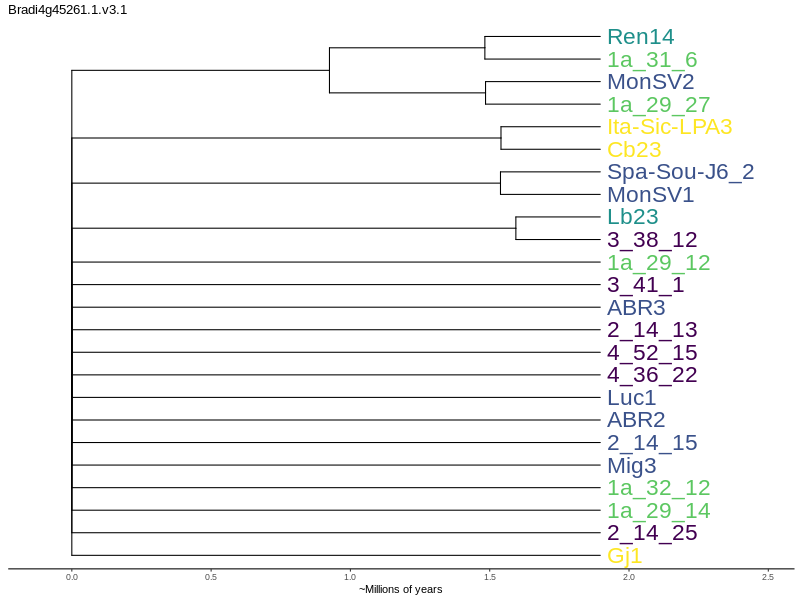 Bradi4g45261.1.v3.1
Ren14
1a_31_6
MonSV2
1a_29_27
Ita-Sic-LPA3
Cb23
Spa-Sou-J6_2
MonSV1
Lb23
3_38_12
1a_29_12
3_41_1
ABR3
2_14_13
4_52_15
4_36_22
Luc1
ABR2
2_14_15
Mig3
1a_32_12
1a_29_14
2_14_25
Gj1
0.0 0.5 1.0 1.5 2.0 2.5
~Millions of years